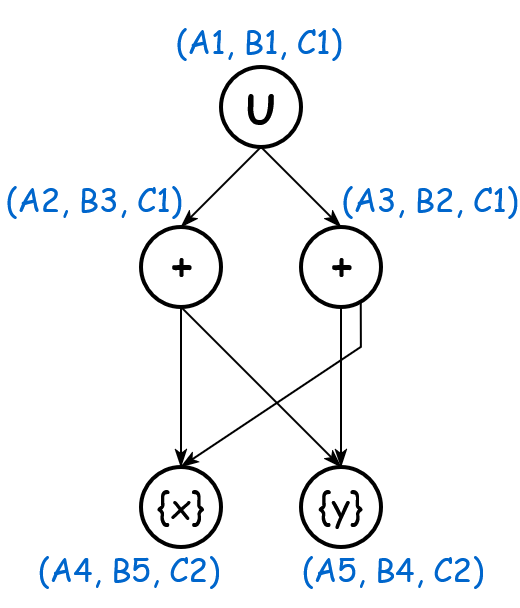 (A1, B1, C1)
∪
(A2, B3, C1) (A3, B2, C1)
+ +
{x} {y}
(A4, B5, C2) (A5, B4, C2)